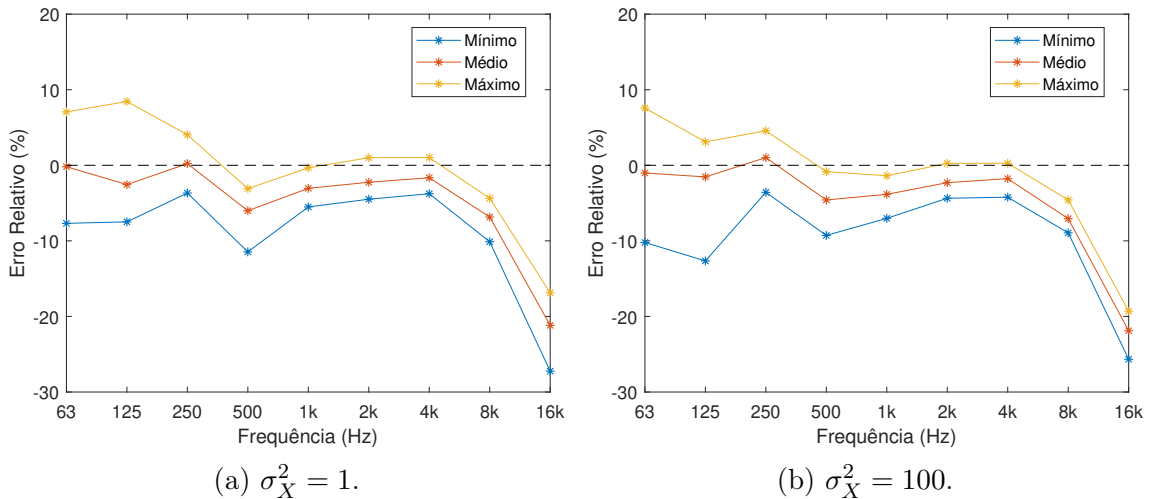 20
10
0
-10
-20
-30
Erro Relativo (%)
Mínimo
Médio
Máximo
63 125 250 500 1k 2k 4k 8k 16k
Frequência (Hz)
(a) σ²_X = 1.
20
10
0
-10
-20
-30
Erro Relativo (%)
Mínimo
Médio
Máximo
63 125 250 500 1k 2k 4k 8k 16k
Frequência (Hz)
(b) σ²_X = 100.